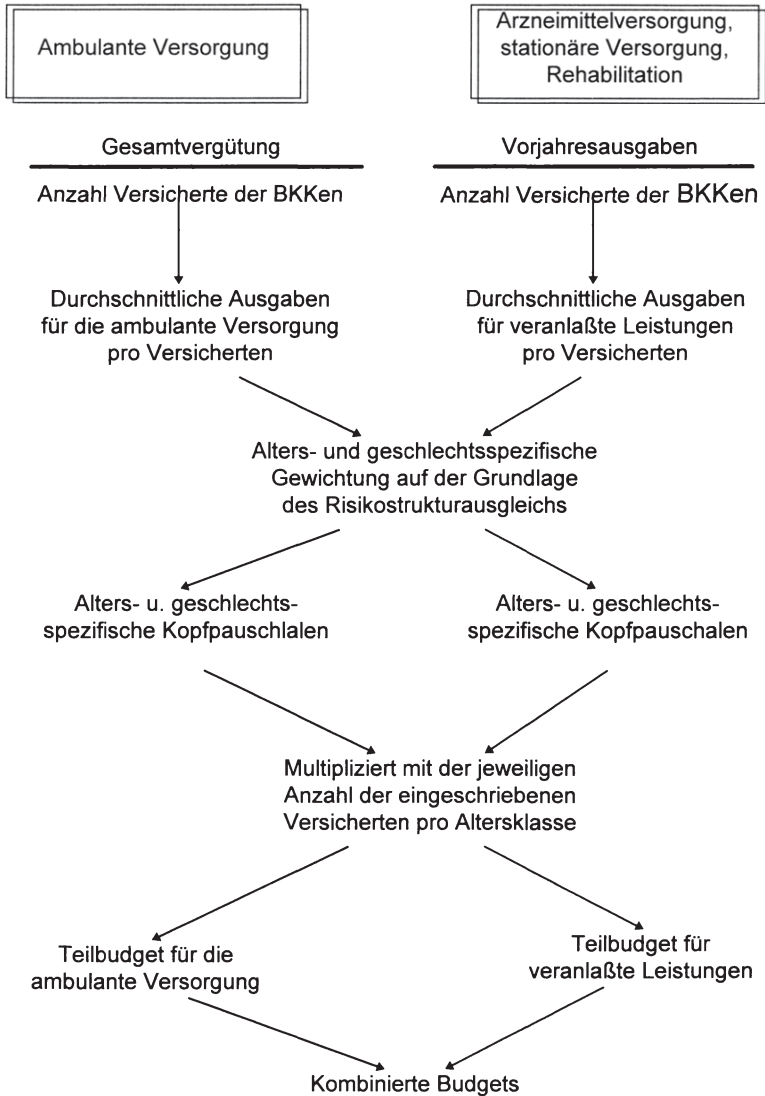 Ambulante Versorgung
Arzneimittelversorgung,
stationäre Versorgung,
Rehabilitation
Gesamtvergütung
Anzahl Versicherte der BKKen
Vorjahresausgaben
Anzahl Versicherte der BKKen
Durchschnittliche Ausgaben
für die ambulante Versorgung
pro Versicherten
Durchschnittliche Ausgaben
für veranlaßte Leistungen
pro Versicherten
Alters- und geschlechtsspezifische
Gewichtung auf der Grundlage
des Risikostrukturausgleichs
Alters- u. geschlechts-
spezifische Kopfpauschlalen
Alters- u. geschlechts-
spezifische Kopfpauschalen
Multipliziert mit der jeweiligen
Anzahl der eingeschriebenen
Versicherten pro Altersklasse
Teilbudget für die
ambulante Versorgung
Teilbudget für
veranlaßte Leistungen
Kombinierte Budgets